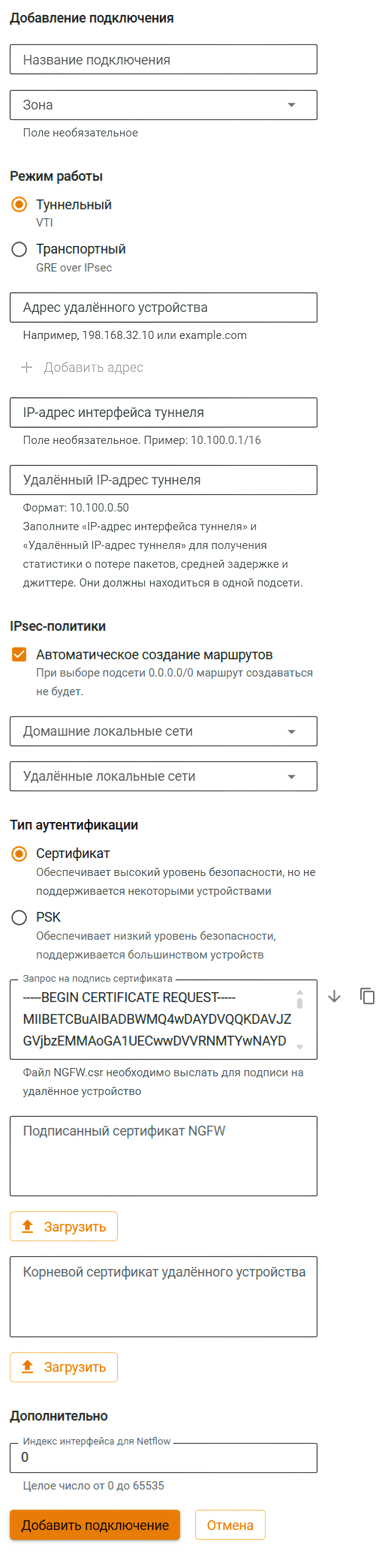 Добавление подключения
Название подключения
Зона
Поле необязательное
Режим работы
Туннельный
VTI
Транспортный
GRE over IPsec
Адрес удалённого устройства
Например, 198.168.32.10 или example.com
Добавить адрес
IP-адрес интерфейса туннеля
Поле необязательное. Пример: 10.100.0.1/16
Удалённый IP-адрес туннеля
Формат: 10.100.0.50
Заполните «IP-адрес интерфейса туннеля» и
«Удалённый IP-адрес туннеля» для получения
статистики о потере пакетов, средней задержке и
джиттере. Они должны находиться в одной подсети.
IPsec-политики
Автоматическое создание маршрутов
При выборе подсети 0.0.0.0/0 маршрут создаваться
не будет.
Домашние локальные сети
Удалённые локальные сети
Тип аутентификации
Сертификат
Обеспечивает высокий уровень безопасности, но не
поддерживается некоторыми устройствами
PSK
Обеспечивает низкий уровень безопасности,
поддерживается большинством устройств
Запрос на подпись сертификата
-----BEGIN CERTIFICATE REQUEST-----
MIIBETCBuAIBADBWMQ4wDAYDVQQKDAVJZ
GVjbzEMMAoGA1UECwwDVVRNMTYwNAYD
Файл NGFW.csr необходимо выслать для подписи на
удалённое устройство
Подписанный сертификат NGFW
Загрузить
Корневой сертификат удалённого устройства
Загрузить
Дополнительно
Индекс интерфейса для Netflow
0
Целое число от 0 до 65535
Добавить подключение
Отмена